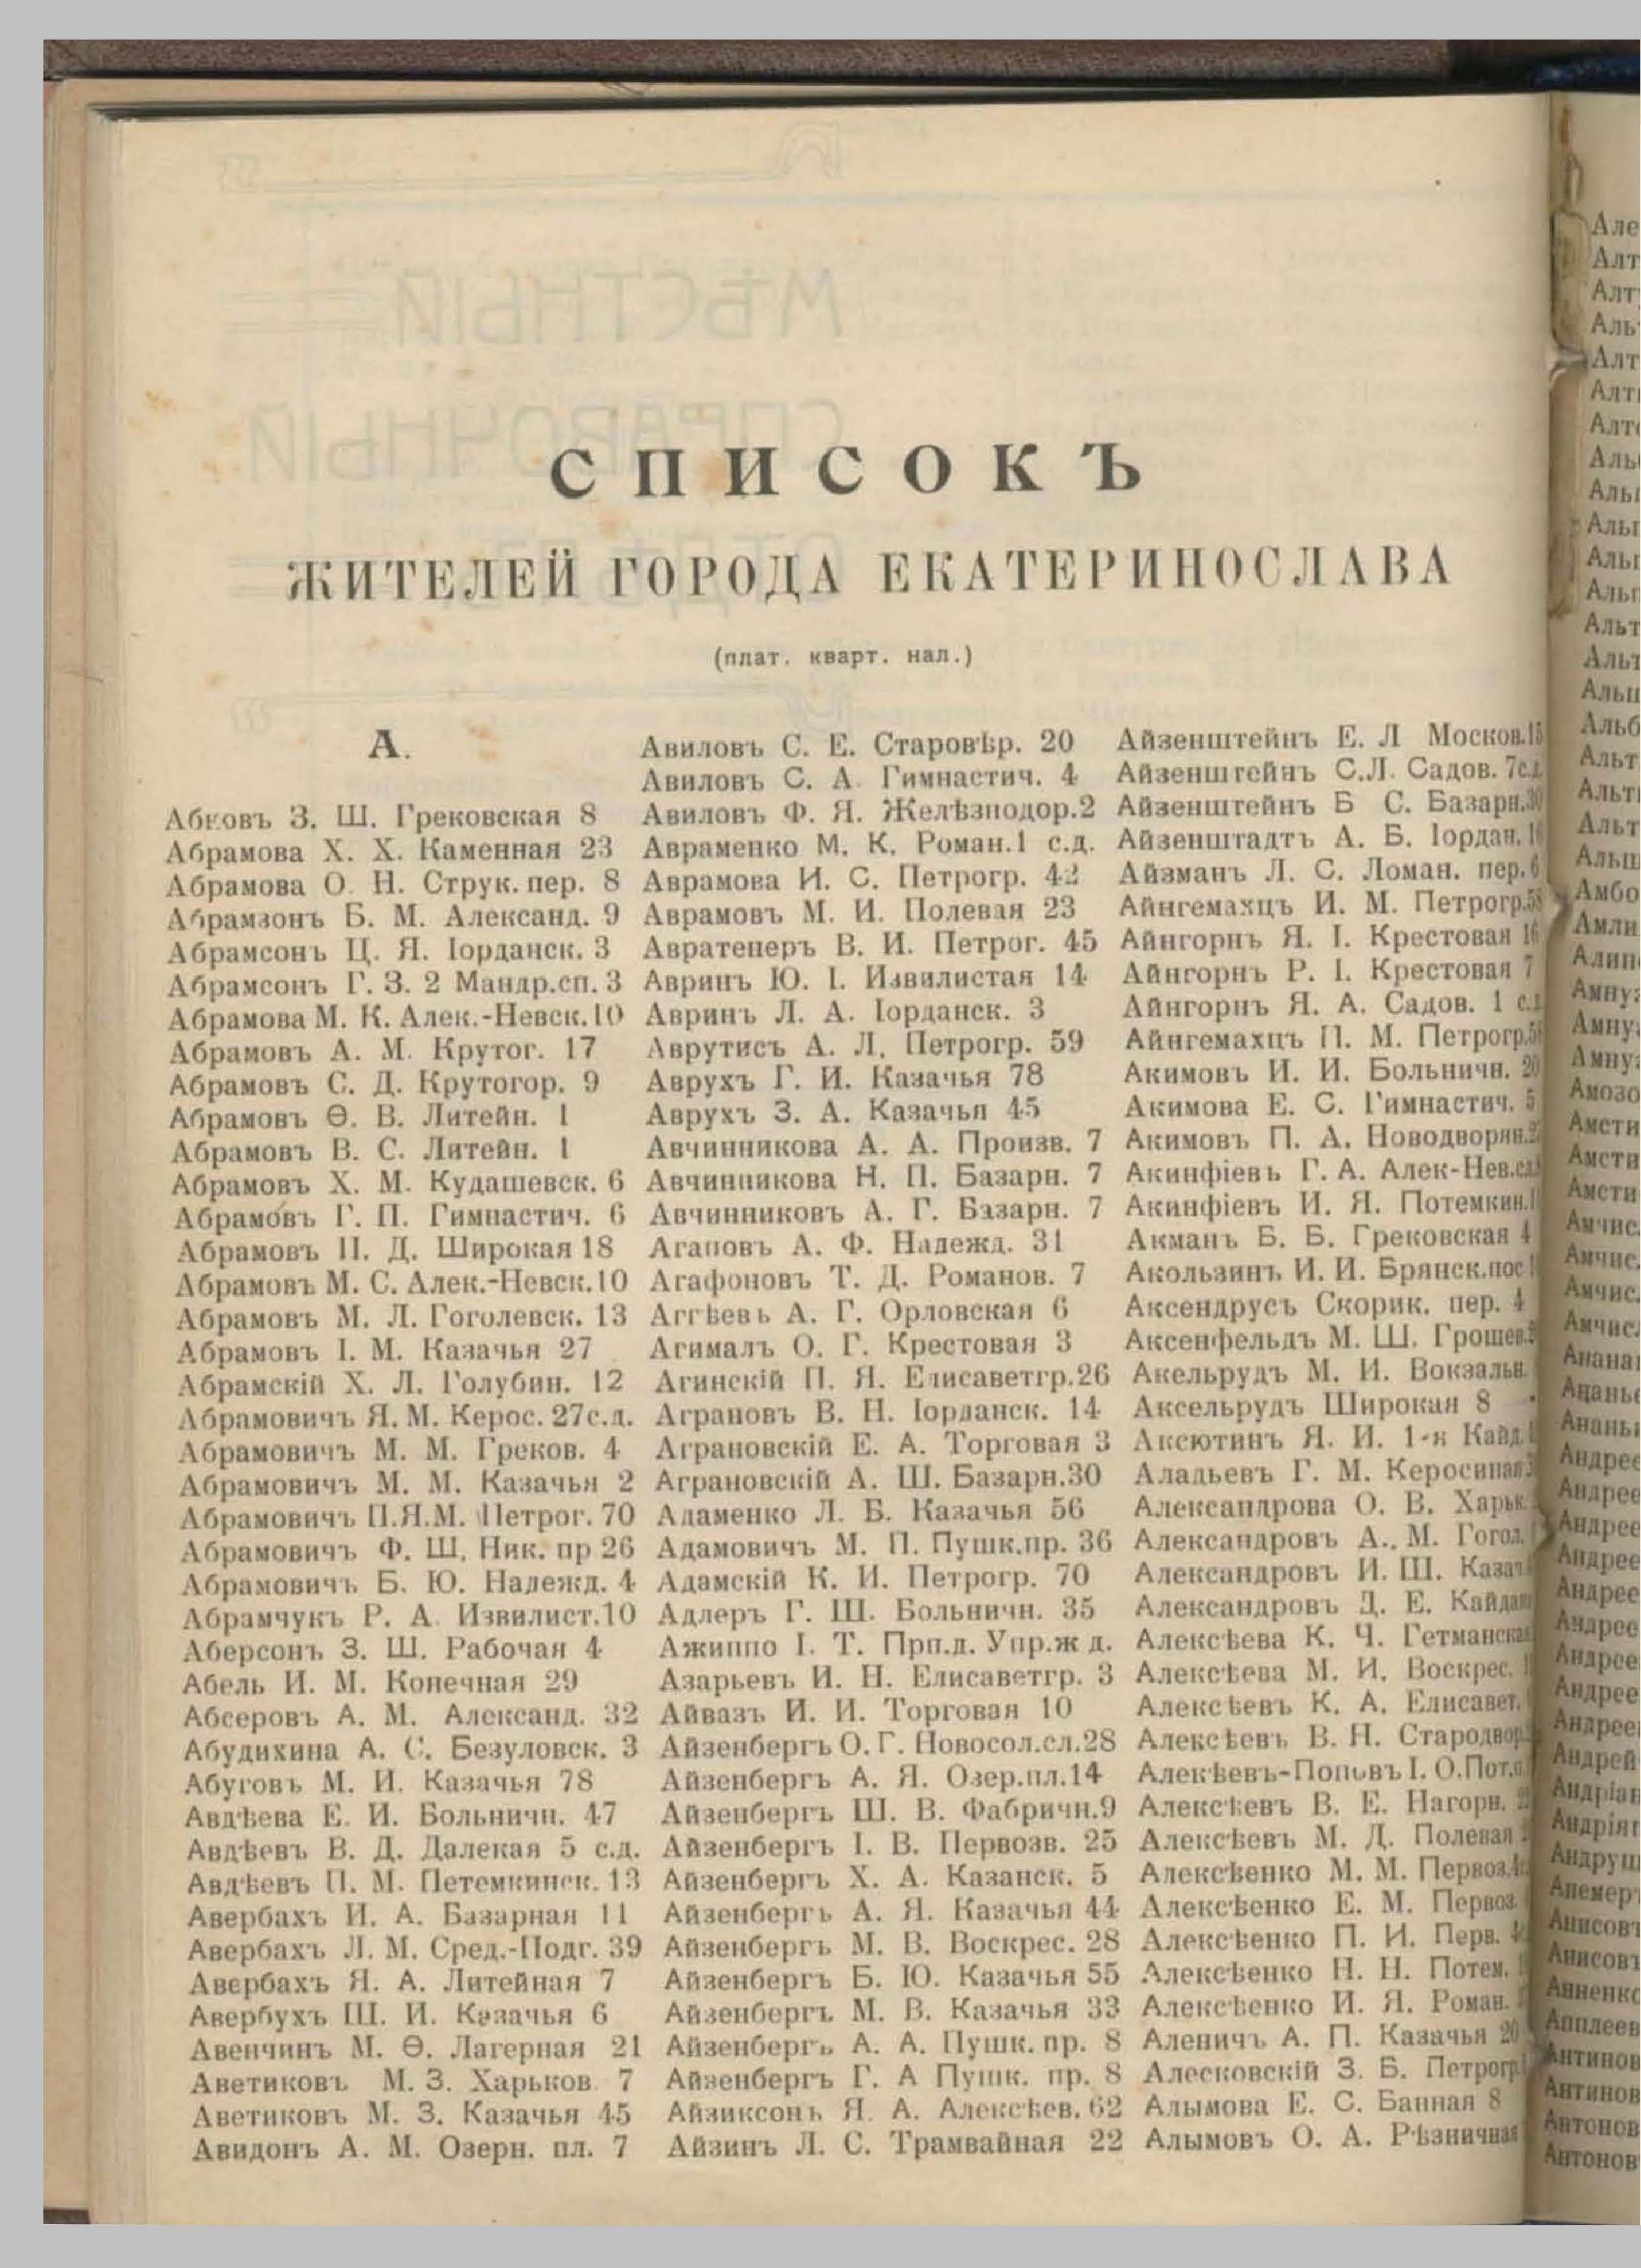 СПИСОКЪ
ЖИТЕЛЕЙ ГОРОДА ЕКАТЕРИНОСЛАВА
(плат. кварт. нал.)
А.
Абковъ З. Ш. Грековская 8
Абрамова Х. Х. Каменная 23
Абрамова О. Н. Струк. пер. 8
Абрамзонъ Б. М. Александ. 9
Абрамсонъ Ц. Я. Іорданск. 3
Абрамсонъ Г. З. 2 Мандр.сп. 3
Абрамова М. К. Алек.-Невск.10
Абрамовъ А. М. Крутог. 17
Абрамовъ С. Д. Крутогор. 9
Абрамовъ Ѳ. В. Литейн. 1
Абрамовъ В. С. Литейн. 1
Абрамовъ Х. М. Кудашевск. 6
Абрамовъ Г. П. Гимнастич. 6
Абрамовъ П. Д. Широкая 18
Абрамовъ М. С. Алек.-Невск.10
Абрамовъ М. Л. Гоголевск. 13
Абрамовъ І. М. Казачья 27
Абрамскій Х. Л. Голубин. 12
Абрамовичъ Я. М. Керос. 27с.д.
Абрамовичъ М. М. Греков. 4
Абрамовичъ М. М. Казачья 2
Абрамовичъ П.Я.М. Петрог. 70
Абрамовичъ Ф. Ш. Ник. пр 26
Абрамовичъ Б. Ю. Надежд. 4
Абрамчукъ Р. А. Извилист.10
Аберсонъ З. Ш. Рабочая 4
Абель И. М. Конечная 29
Абсеровъ А. М. Александ. 32
Абудихина А. С. Безуловск. 3
Абуговъ М. И. Казачья 78
Авдѣева Е. И. Больничн. 47
Авдѣевъ В. Д. Далекая 5 с.д.
Авдѣевъ П. М. Петемкинск. 13
Авербахъ И. А. Базарная 11
Авербахъ Л. М. Сред.-Подг. 39
Авербахъ Я. А. Литейная 7
Авербухъ Ш. И. Казачья 6
Авенчинъ М. Ѳ. Лагерная 21
Аветиковъ М. З. Харьков 7
Аветиковъ М. З. Казачья 45
Авидонъ А. М. Озерн. пл. 7
Авиловъ С. Е. Старовѣр. 20
Авиловъ С. А. Гимнастич. 4
Авиловъ Ф. Я. Желѣзнодор.2
Авраменко М. К. Роман.1 с.д.
Аврамова И. С. Петрогр. 42
Аврамовъ М. И. Полевая 23
Авратенеръ В. И. Петрог. 45
Авринъ Ю. І. Извилистая 14
Авринъ Л. А. Іорданск. 3
Аврутисъ А. Л. Петрогр. 59
Аврухъ Г. И. Казачья 78
Аврухъ З. А. Казачья 45
Авчинникова А. А. Произв. 7
Авчинникова Н. П. Базарн. 7
Авчинниковъ А. Г. Базарн. 7
Агаповъ А. Ф. Надежд. 31
Агафоновъ Т. Д. Романов. 7
Аггѣевъ А. Г. Орловская 6
Агималъ О. Г. Крестовая 3
Агинскій П. Я. Елисаветгр.26
Аграновъ В. Н. Іорданск. 14
Аграновскій Е. А. Торговая 3
Аграновскій А. Ш. Базарн.30
Адаменко Л. Б. Казачья 56
Адамовичъ М. П. Пушк.пр. 36
Адамскій К. И. Петрогр. 70
Адлеръ Г. Ш. Больничн. 35
Ажиппо І. Т. Прп.д. Упр.ж д.
Азарьевъ И. Н. Елисаветгр. 3
Айвазъ И. И. Торговая 10
Айзенбергъ О. Г. Новосол.сл.28
Айзенбергъ А. Я. Озер.пл.14
Айзенбергъ Ш. В. Фабричн.9
Айзенбергъ І. В. Первозв. 25
Айзенбергъ Х. А. Казанск. 5
Айзенбергъ А. Я. Казачья 44
Айзенбергъ М. В. Воскрес. 28
Айзенбергъ Б. Ю. Казачья 55
Айзенбергъ М. В. Казачья 33
Айзенбергъ А. А. Пушк. пр. 8
Айзенбергъ Г. А Пушк. пр. 8
Айзиксонъ Я. А. Алексѣев. 62
Айзинъ Л. С. Трамвайная 22
Айзенштейнъ Е. Л Москов.15
Айзенштейнъ С.Л. Садов. 7с.д
Айзенштейнъ Б С. Базарн.
Айзенштадтъ А. Б. Іордан.
Айзманъ Л. С. Ломан. пер. 6
Айнгемахцъ И. М. Петрогр.
Айнгорнъ Я. І. Крестовая
Айнгорнъ Р. І. Крестовая 7
Айнгорнъ Я. А. Садов. 1
Айнгемахцъ П. М. Петрогр.
Акимовъ И. И. Больничн. 20
Акимова Е. С. Гимнастич. 5
Акимовъ П. А. Новодворян.
Акинфіевъ Г. А. Алек-Нев.
Акинфіевъ И. Я. Потемкин.
Акманъ Б. Б. Грековская 4
Акользинъ И. И. Брянск.пос
Аксендрусъ Скорик. пер. 4
Аксенфельдъ М. Ш. Грошев.
Акельрудъ М. И. Вокзальн.
Аксельрудъ Широкая 8
Аксютинъ Я. И. 1-я Кайд.
Аладьевъ Г. М. Керосиная
Александрова О. В. Харьк.
Александровъ А., М. Гогол.
Александровъ И. Ш. Казач
Александровъ Д. Е. Кайдан
Алексѣева К. Ч. Гетманская
Алексѣева М. И. Воскрес.
Алексѣевъ К. А. Елисавет.
Алексѣевъ В. Н. Стародвор
Алекѣевъ-Поповъ І. О.Пот.
Алексѣевъ В. Е. Нагорн.
Алексѣевъ М. Д. Полевая
Алексѣенко М. М. Первоз.
Алексѣенко Е. М. Первоз.
Алексѣенко П. И. Перв.
Алексѣенко Н. Н. Потем.
Алексѣенко И. Я. Роман.
Аленичъ А. П. Казачья 20
Алесковскій З. Б. Петрогр.
Алымова Е. С. Банная 8
Алымовъ О. А. Рѣзничная